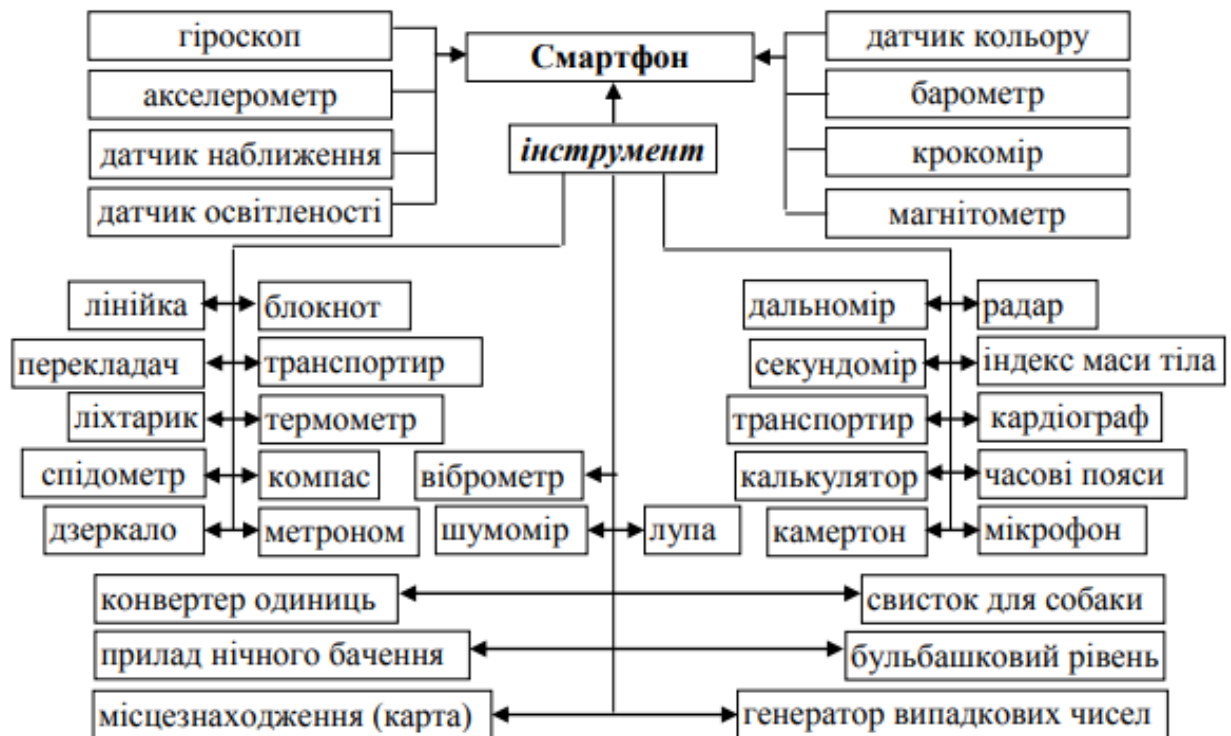 гіроскоп
Смартфон
датчик кольору
акселерометр
барометр
інструмент
датчик наближення
крокомір
датчик освітленості
магнітометр
лінійка
блокнот
дальномір
радар
перекладач
транспортир
секундомір
індекс маси тіла
ліхтарик
термометр
транспортир
кардіограф
спідометр
компас
віброметр
калькулятор
часові пояси
дзеркало
метроном
шумомір
лупа
камертон
мікрофон
конвертер одиниць
свисток для собаки
прилад нічного бачення
бульбашковий рівень
місцезнаходження (карта)
генератор випадкових чисел